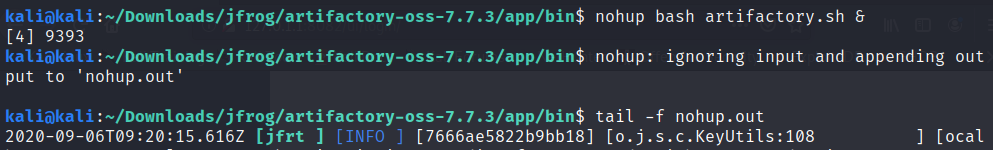 kali@kali:~/Downloads/jfrog/artifactory-oss-7.7.3/app/bin$ nohup bash artifactory.sh &
[4] 9393
kali@kali:~/Downloads/jfrog/artifactory-oss-7.7.3/app/bin$ nohup: ignoring input and appending out
put to 'nohup.out'
kali@kali:~/Downloads/jfrog/artifactory-oss-7.7.3/app/bin$ tail -f nohup.out
2020-09-06T09:20:15.616Z [jfrt ] [INFO ] [7666ae5822b9bb18] [o.j.s.c.KeyUtils:108          ] [ocal